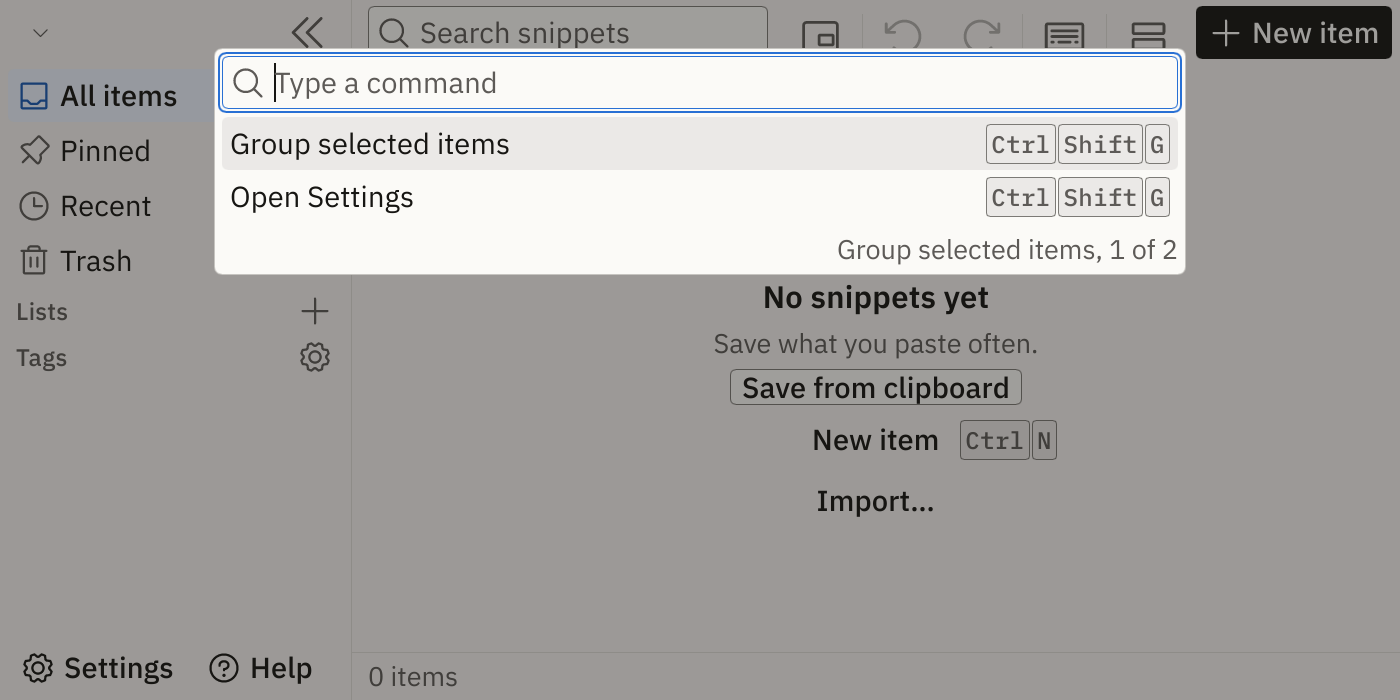 Search snippets
New item
Type a command
Group selected items Ctrl Shift G
Open Settings Ctrl Shift G
Group selected items, 1 of 2
All items
Pinned
Recent
Trash
Lists
Tags
No snippets yet
Save what you paste often.
Save from clipboard
New item Ctrl N
Import...
Settings Help
0 items